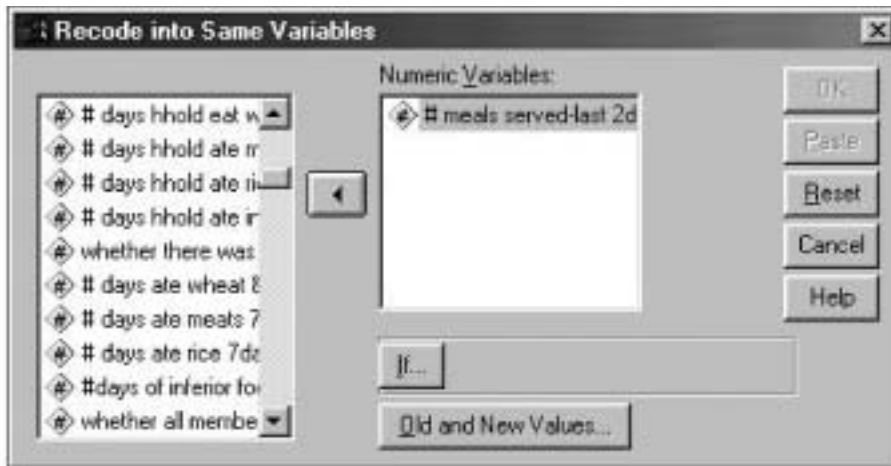 Recode into Same Variables
# days hhold eat w
# days hhold ate m
# days hhold ate ri
# days hhold ate in
whether there was
# days ate wheat &
# days ate meats 7
# days ate rice 7da
#days of inferior foo
whether all membe
Numeric Variables:
# meals served-last 2d
If...
Old and New Values...
OK
Paste
Reset
Cancel
Help